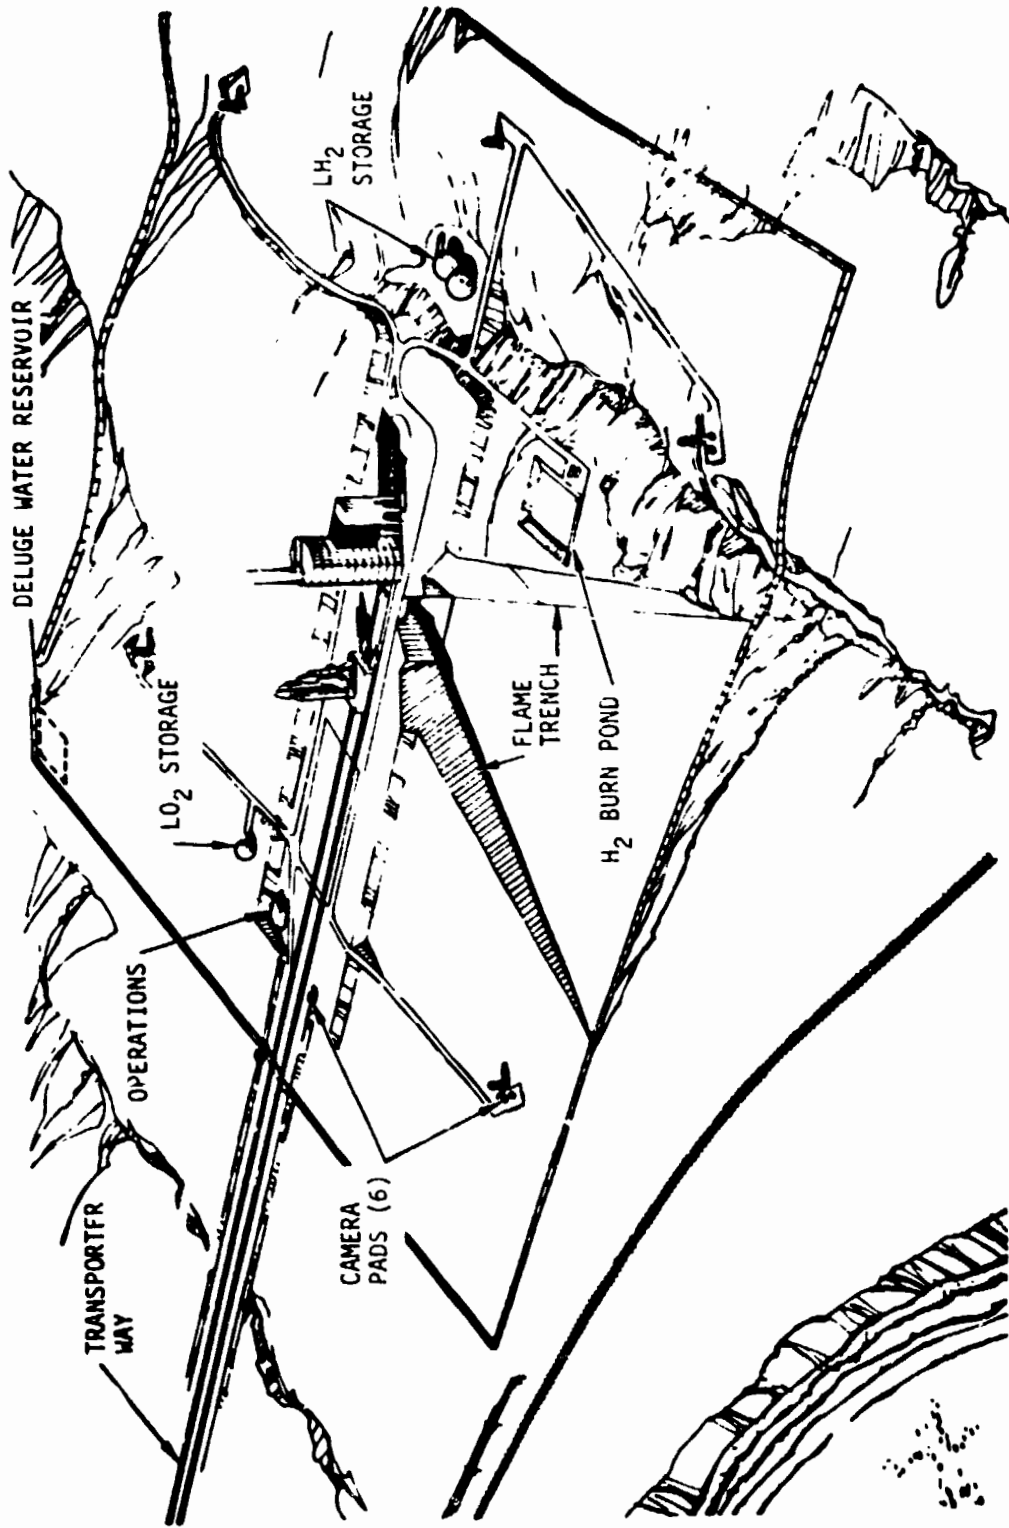 DELUGE WATER RESERVOIR
TRANSPORTFR
WAY
OPERATIONS
LO₂ STORAGE
LH₂
STORAGE
CAMERA
PADS (6)
FLAME
TRENCH
H₂ BURN POND